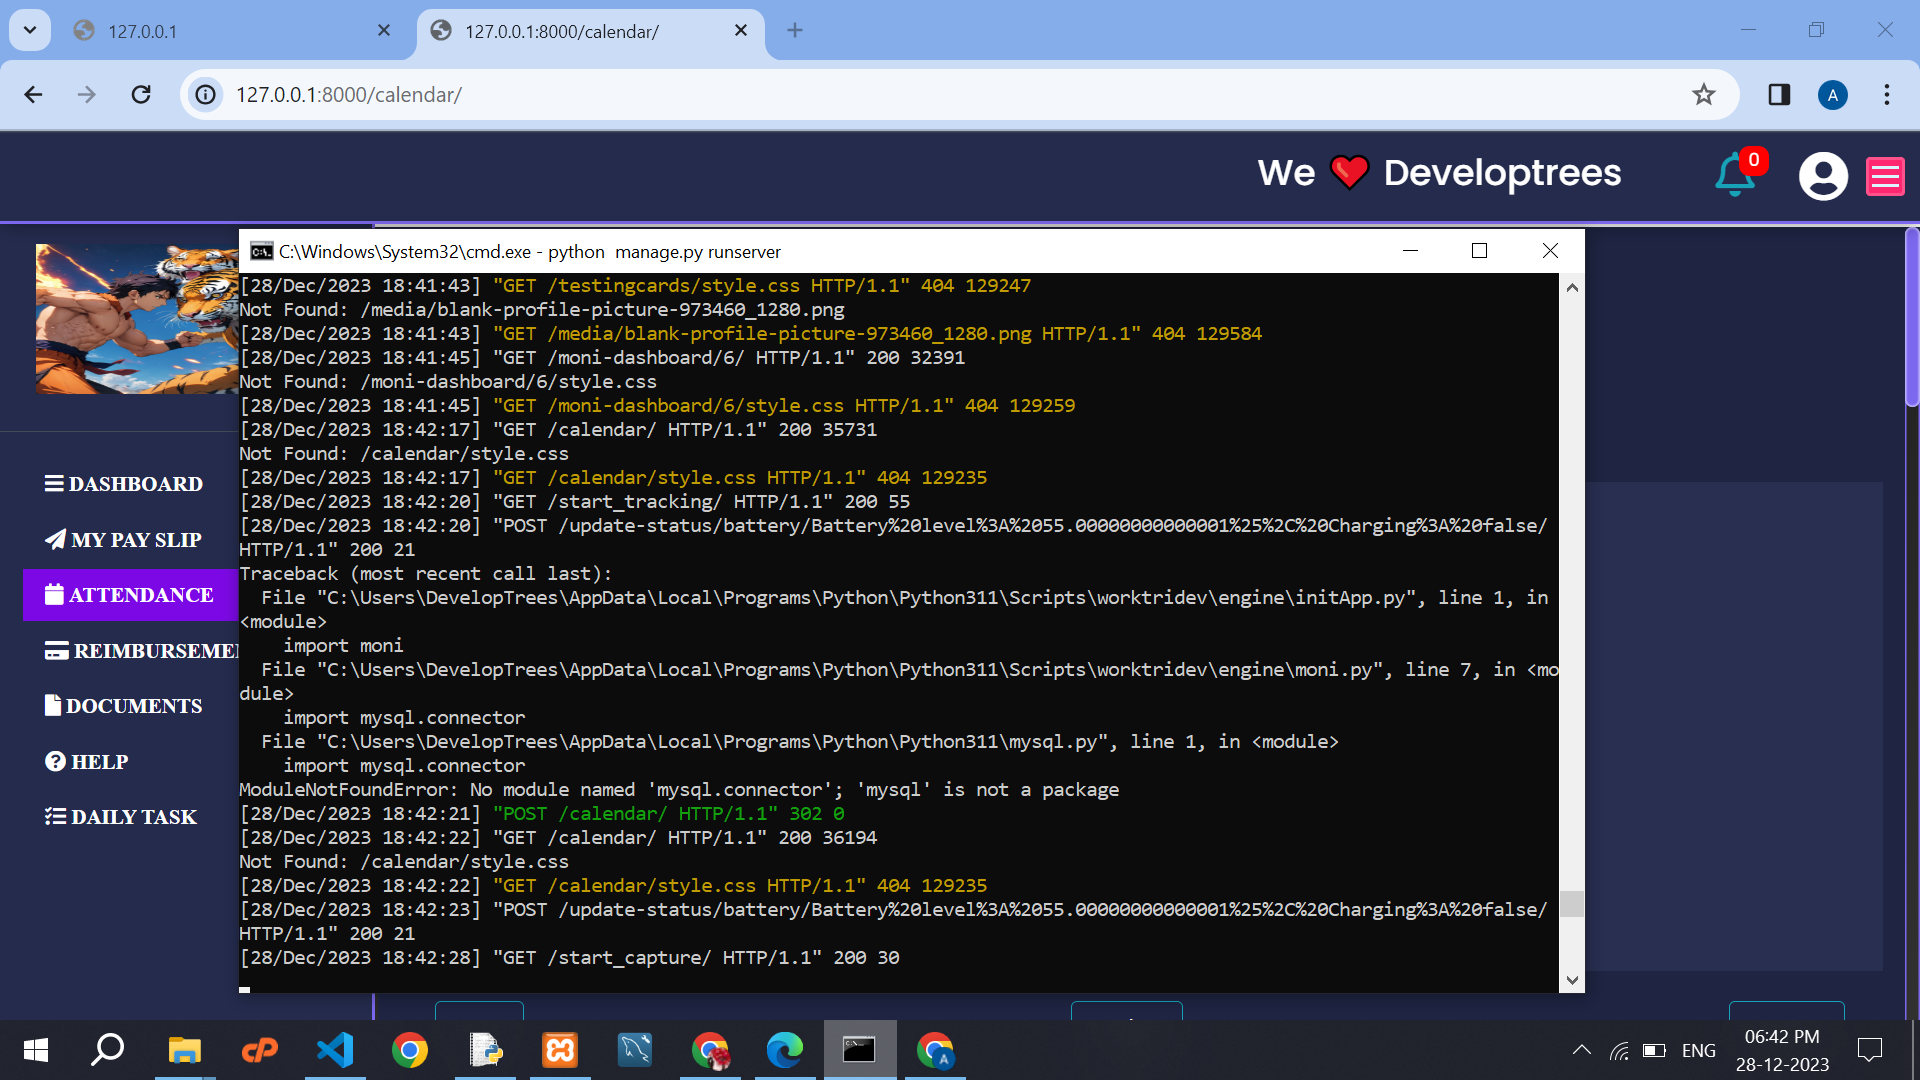 127.0.0.1
127.0.0.1:8000/calendar/
127.0.0.1:8000/calendar/
A
We ❤ Developtrees
0
C:\Windows\System32\cmd.exe - python  manage.py runserver
[28/Dec/2023 18:41:43] "GET /testingcards/style.css HTTP/1.1" 404 129247
Not Found: /media/blank-profile-picture-973460_1280.png
[28/Dec/2023 18:41:43] "GET /media/blank-profile-picture-973460_1280.png HTTP/1.1" 404 129584
[28/Dec/2023 18:41:45] "GET /moni-dashboard/6/ HTTP/1.1" 200 32391
Not Found: /moni-dashboard/6/style.css
[28/Dec/2023 18:41:45] "GET /moni-dashboard/6/style.css HTTP/1.1" 404 129259
[28/Dec/2023 18:42:17] "GET /calendar/ HTTP/1.1" 200 35731
Not Found: /calendar/style.css
[28/Dec/2023 18:42:17] "GET /calendar/style.css HTTP/1.1" 404 129235
[28/Dec/2023 18:42:20] "GET /start_tracking/ HTTP/1.1" 200 55
[28/Dec/2023 18:42:20] "POST /update-status/battery/Battery%20level%3A%2055.00000000000001%25%2C%20Charging%3A%20false/
HTTP/1.1" 200 21
Traceback (most recent call last):
  File "C:\Users\DevelopTrees\AppData\Local\Programs\Python\Python311\Scripts\worktridev\engine\initApp.py", line 1, in
<module>
    import moni
  File "C:\Users\DevelopTrees\AppData\Local\Programs\Python\Python311\Scripts\worktridev\engine\moni.py", line 7, in <mo
dule>
    import mysql.connector
  File "C:\Users\DevelopTrees\AppData\Local\Programs\Python\Python311\mysql.py", line 1, in <module>
    import mysql.connector
ModuleNotFoundError: No module named 'mysql.connector'; 'mysql' is not a package
[28/Dec/2023 18:42:21] "POST /calendar/ HTTP/1.1" 302 0
[28/Dec/2023 18:42:22] "GET /calendar/ HTTP/1.1" 200 36194
Not Found: /calendar/style.css
[28/Dec/2023 18:42:22] "GET /calendar/style.css HTTP/1.1" 404 129235
[28/Dec/2023 18:42:23] "POST /update-status/battery/Battery%20level%3A%2055.00000000000001%25%2C%20Charging%3A%20false/
HTTP/1.1" 200 21
[28/Dec/2023 18:42:28] "GET /start_capture/ HTTP/1.1" 200 30
DASHBOARD
MY PAY SLIP
ATTENDANCE
REIMBURSEME
DOCUMENTS
HELP
DAILY TASK
ENG
06:42 PM
28-12-2023